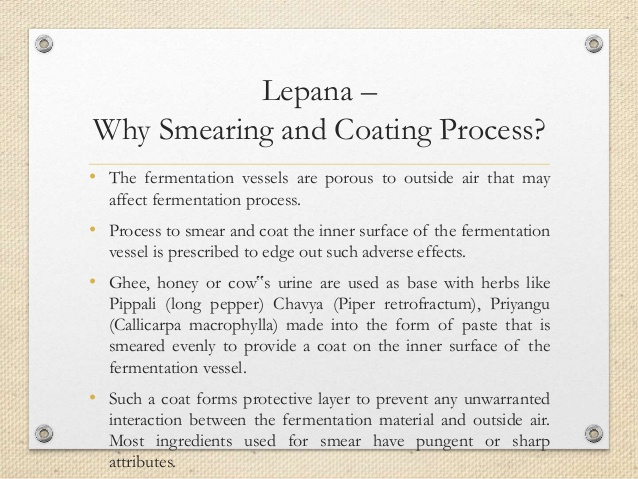 Lepana –
Why Smearing and Coating Process?
• The fermentation vessels are porous to outside air that may
affect fermentation process.
• Process to smear and coat the inner surface of the fermentation
vessel is prescribed to edge out such adverse effects.
• Ghee, honey or cow‟s urine are used as base with herbs like
Pippali (long pepper) Chavya (Piper retrofractum), Priyangu
(Callicarpa macrophylla) made into the form of paste that is
smeared evenly to provide a coat on the inner surface of the
fermentation vessel.
• Such a coat forms protective layer to prevent any unwarranted
interaction between the fermentation material and outside air.
Most ingredients used for smear have pungent or sharp
attributes.